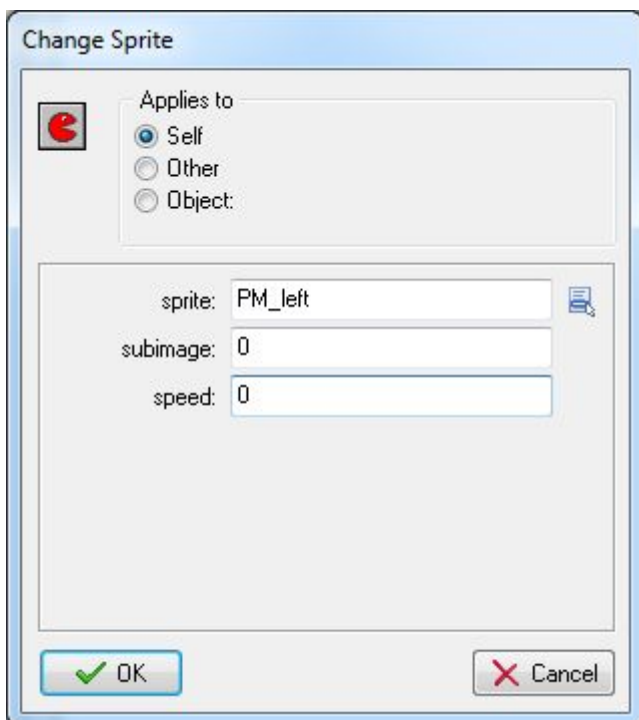 Change Sprite
Applies to
Self
Other
Object:
sprite: PM_left
subimage: 0
speed: 0
OK Cancel